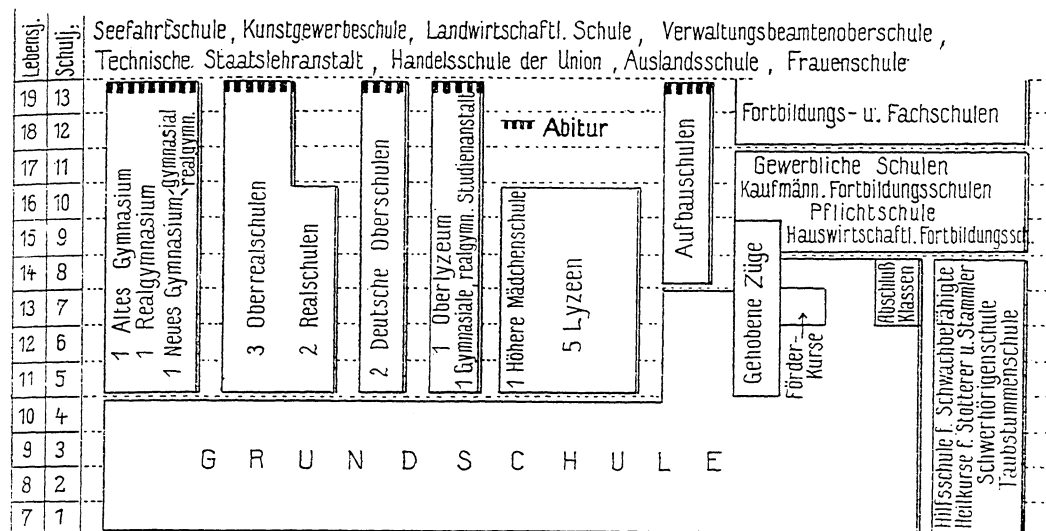 Seefahrtschule, Kunstgewerbeschule, Landwirtschaftl. Schule, Verwaltungsbeamtenoberschule,
Technische. Staatslehranstalt, Handelsschule der Union, Auslandsschule, Frauenschule
Lebensj.
Schulj.
19 13
18 12
17 11
16 10
15 9
14 8
13 7
12 6
11 5
10 4
9 3
8 2
7 1
1 Altes Gymnasium
1 Realgymnasium
1 Neues Gymnasium, gymnasial
realgymn.
3 Oberrealschulen
2 Realschulen
2 Deutsche Oberschulen
1 Oberlyzeum
1 Gymnasiale, realgymn. Studienanstalt
Abitur
1 Höhere Mädchenschule
5 Lyzeen
Aufbauschulen
Fortbildungs- u. Fachschulen
Gewerbliche Schulen
Kaufmänn. Fortbildungsschulen
Pflichtschule
Hauswirtschaftl. Fortbildungssch.
Gehobene Züge
Förder-
Kurse
Abschluß
Klassen
Hilfsschule f. Schwachbefähigte
Heilkurse f. Stotterer u. Stammler
Schwerhörigenschule
Taubstummenschule
GRUNDSCHULE